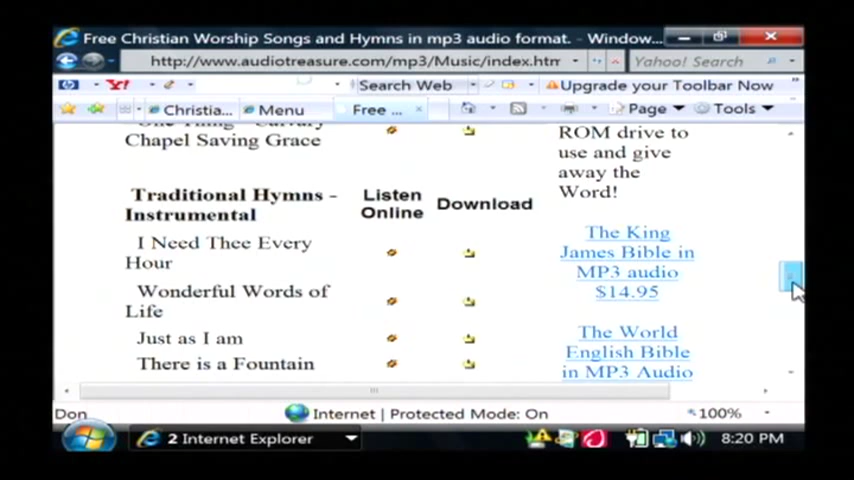 Free Christian Worship Songs and Hymns in mp3 audio format. - Window...
http://www.audiotreasure.com/mp3/Music/index.htm
Yahoo! Search
Y!
Search Web
Upgrade your Toolbar Now
Christia...
Menu
Free ...
Page
Tools
One Thing - Calvary
Chapel Saving Grace
Traditional Hymns -
Instrumental
Listen
Online
Download
I Need Thee Every
Hour
Wonderful Words of
Life
Just as I am
There is a Fountain
ROM drive to
use and give
away the
Word!
The King
James Bible in
MP3 audio
$14.95
The World
English Bible
in MP3 Audio
Don
Internet | Protected Mode: On
100%
2 Internet Explorer
8:20 PM